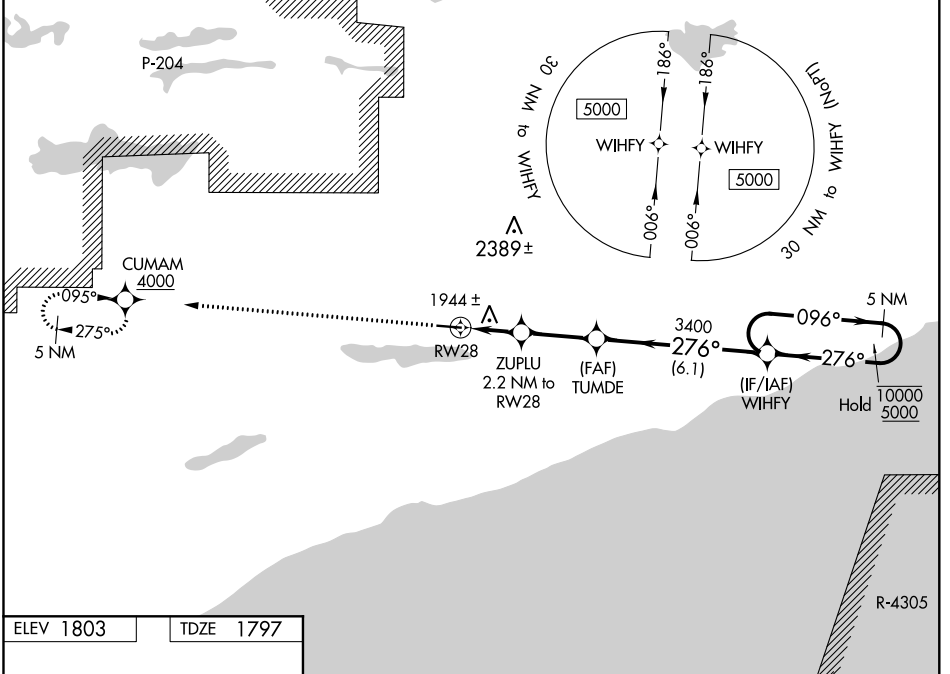 P-204
30 NM to WIHFY
5000
186°
WIHFY
006°
186°
WIHFY
5000
006°
30 NM to WIHFY (NoPT)
2389±
CUMAM
4000
095°
275°
5 NM
1944 ±
RW28
ZUPLU
2.2 NM to
RW28
(FAF)
TUMDE
3400
276°
(6.1)
(IF/IAF)
WIHFY
096°
276°
5 NM
Hold
10000
5000
R-4305
ELEV 1803
TDZE 1797